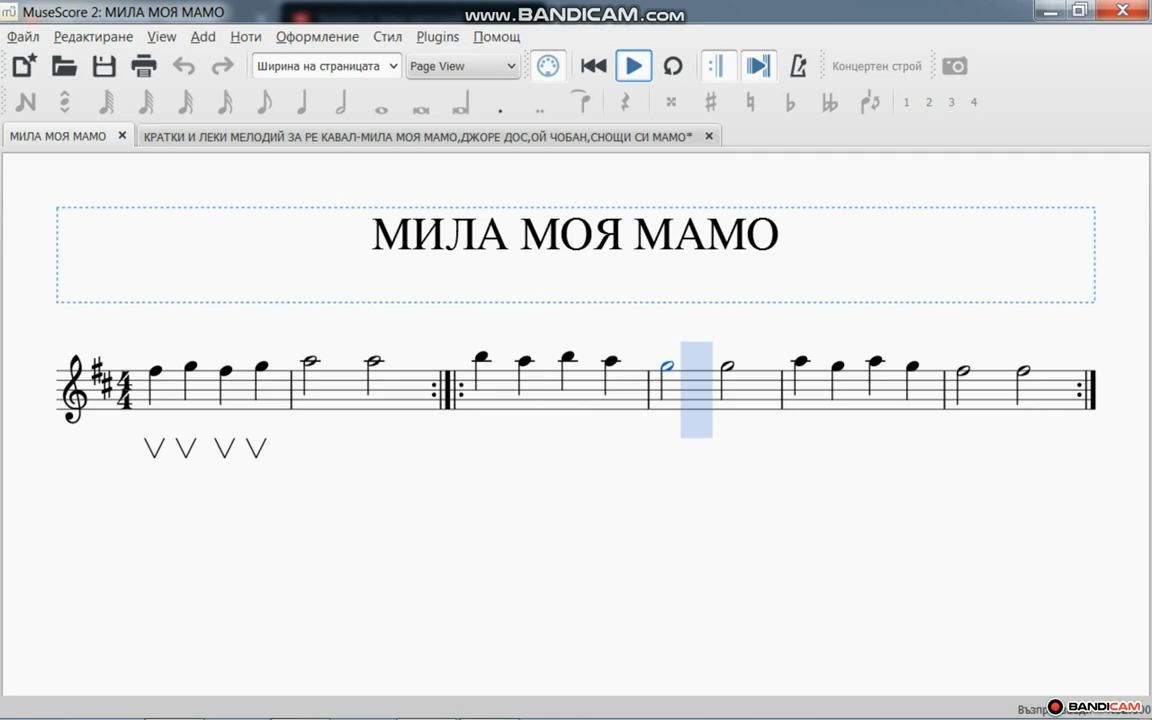 MuseScore 2: МИЛА МОЯ МАМО
www.BANDICAM.com
Файл Редактиране View Add Ноти Оформление Стил Plugins Помощ
Ширина на страницата Page View Концертен строй
1 2 3 4
МИЛА МОЯ МАМО КРАТКИ И ЛЕКИ МЕЛОДИЙ ЗА РЕ КАВАЛ-МИЛА МОЯ МАМО,ДЖОРЕ ДОС,ОЙ ЧОБАН,СНОЩИ СИ МАМО*
МИЛА МОЯ МАМО
4
4
BANDICAM